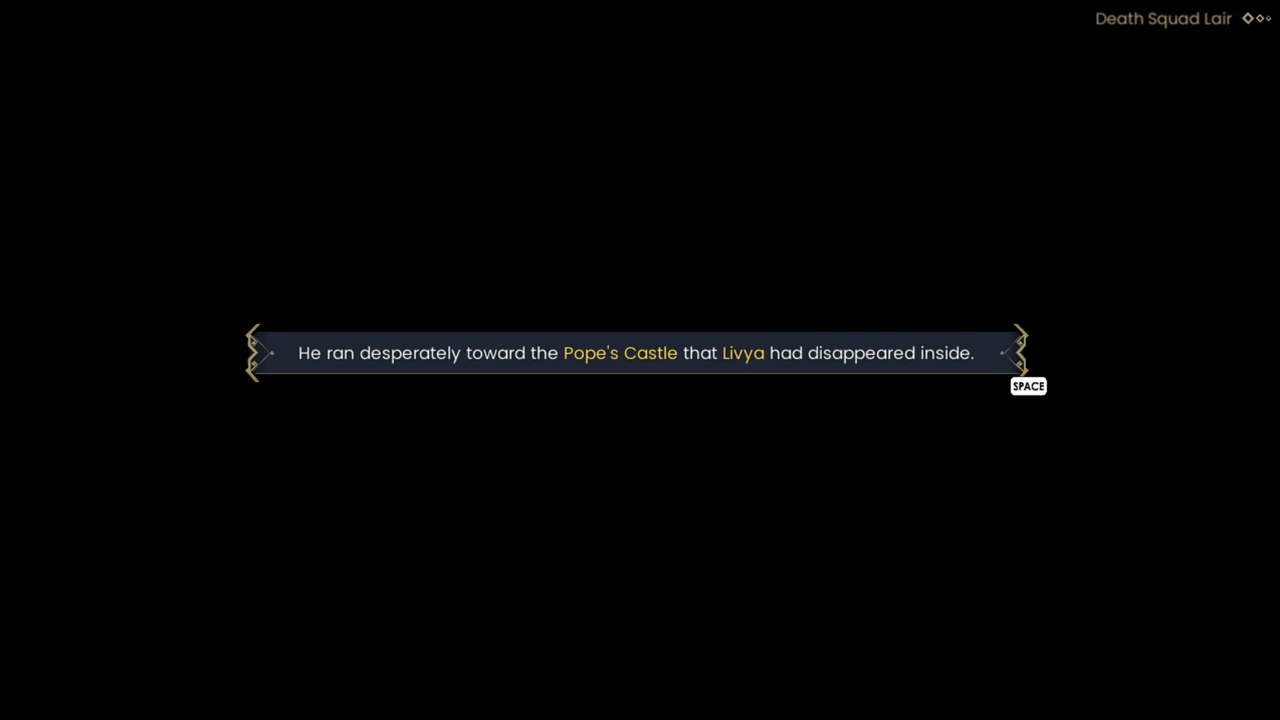 Death Squad Lair
He ran desperately toward the Pope's Castle that Livya had disappeared inside.
SPACE